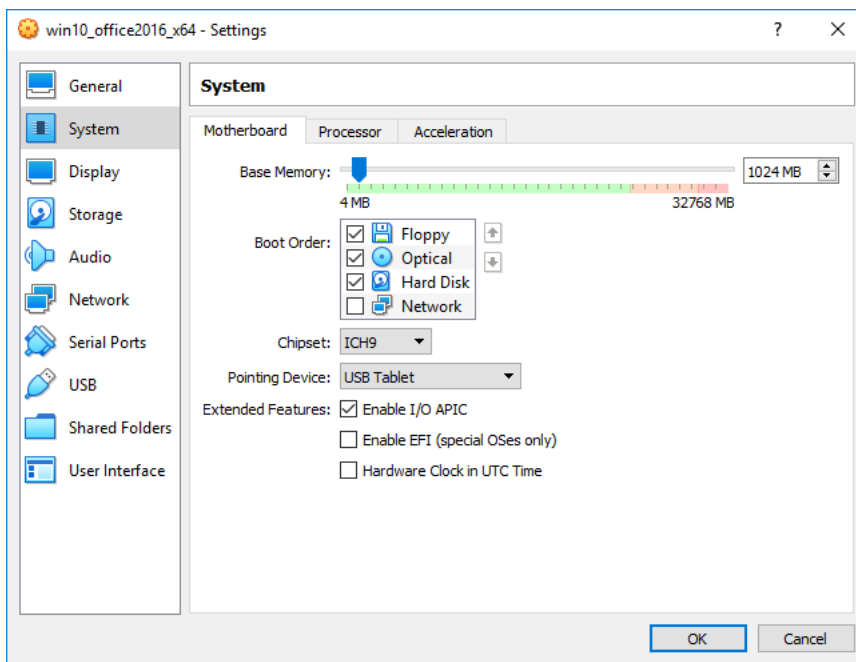 win10_office2016_x64 - Settings
?
General
System
Display
Storage
Audio
Network
Serial Ports
USB
Shared Folders
User Interface
System
Motherboard Processor Acceleration
Base Memory: 1024 MB
4 MB 32768 MB
Boot Order: Floppy
Optical
Hard Disk
Network
Chipset: ICH9
Pointing Device: USB Tablet
Extended Features: Enable I/O APIC
Enable EFI (special OSes only)
Hardware Clock in UTC Time
OK Cancel